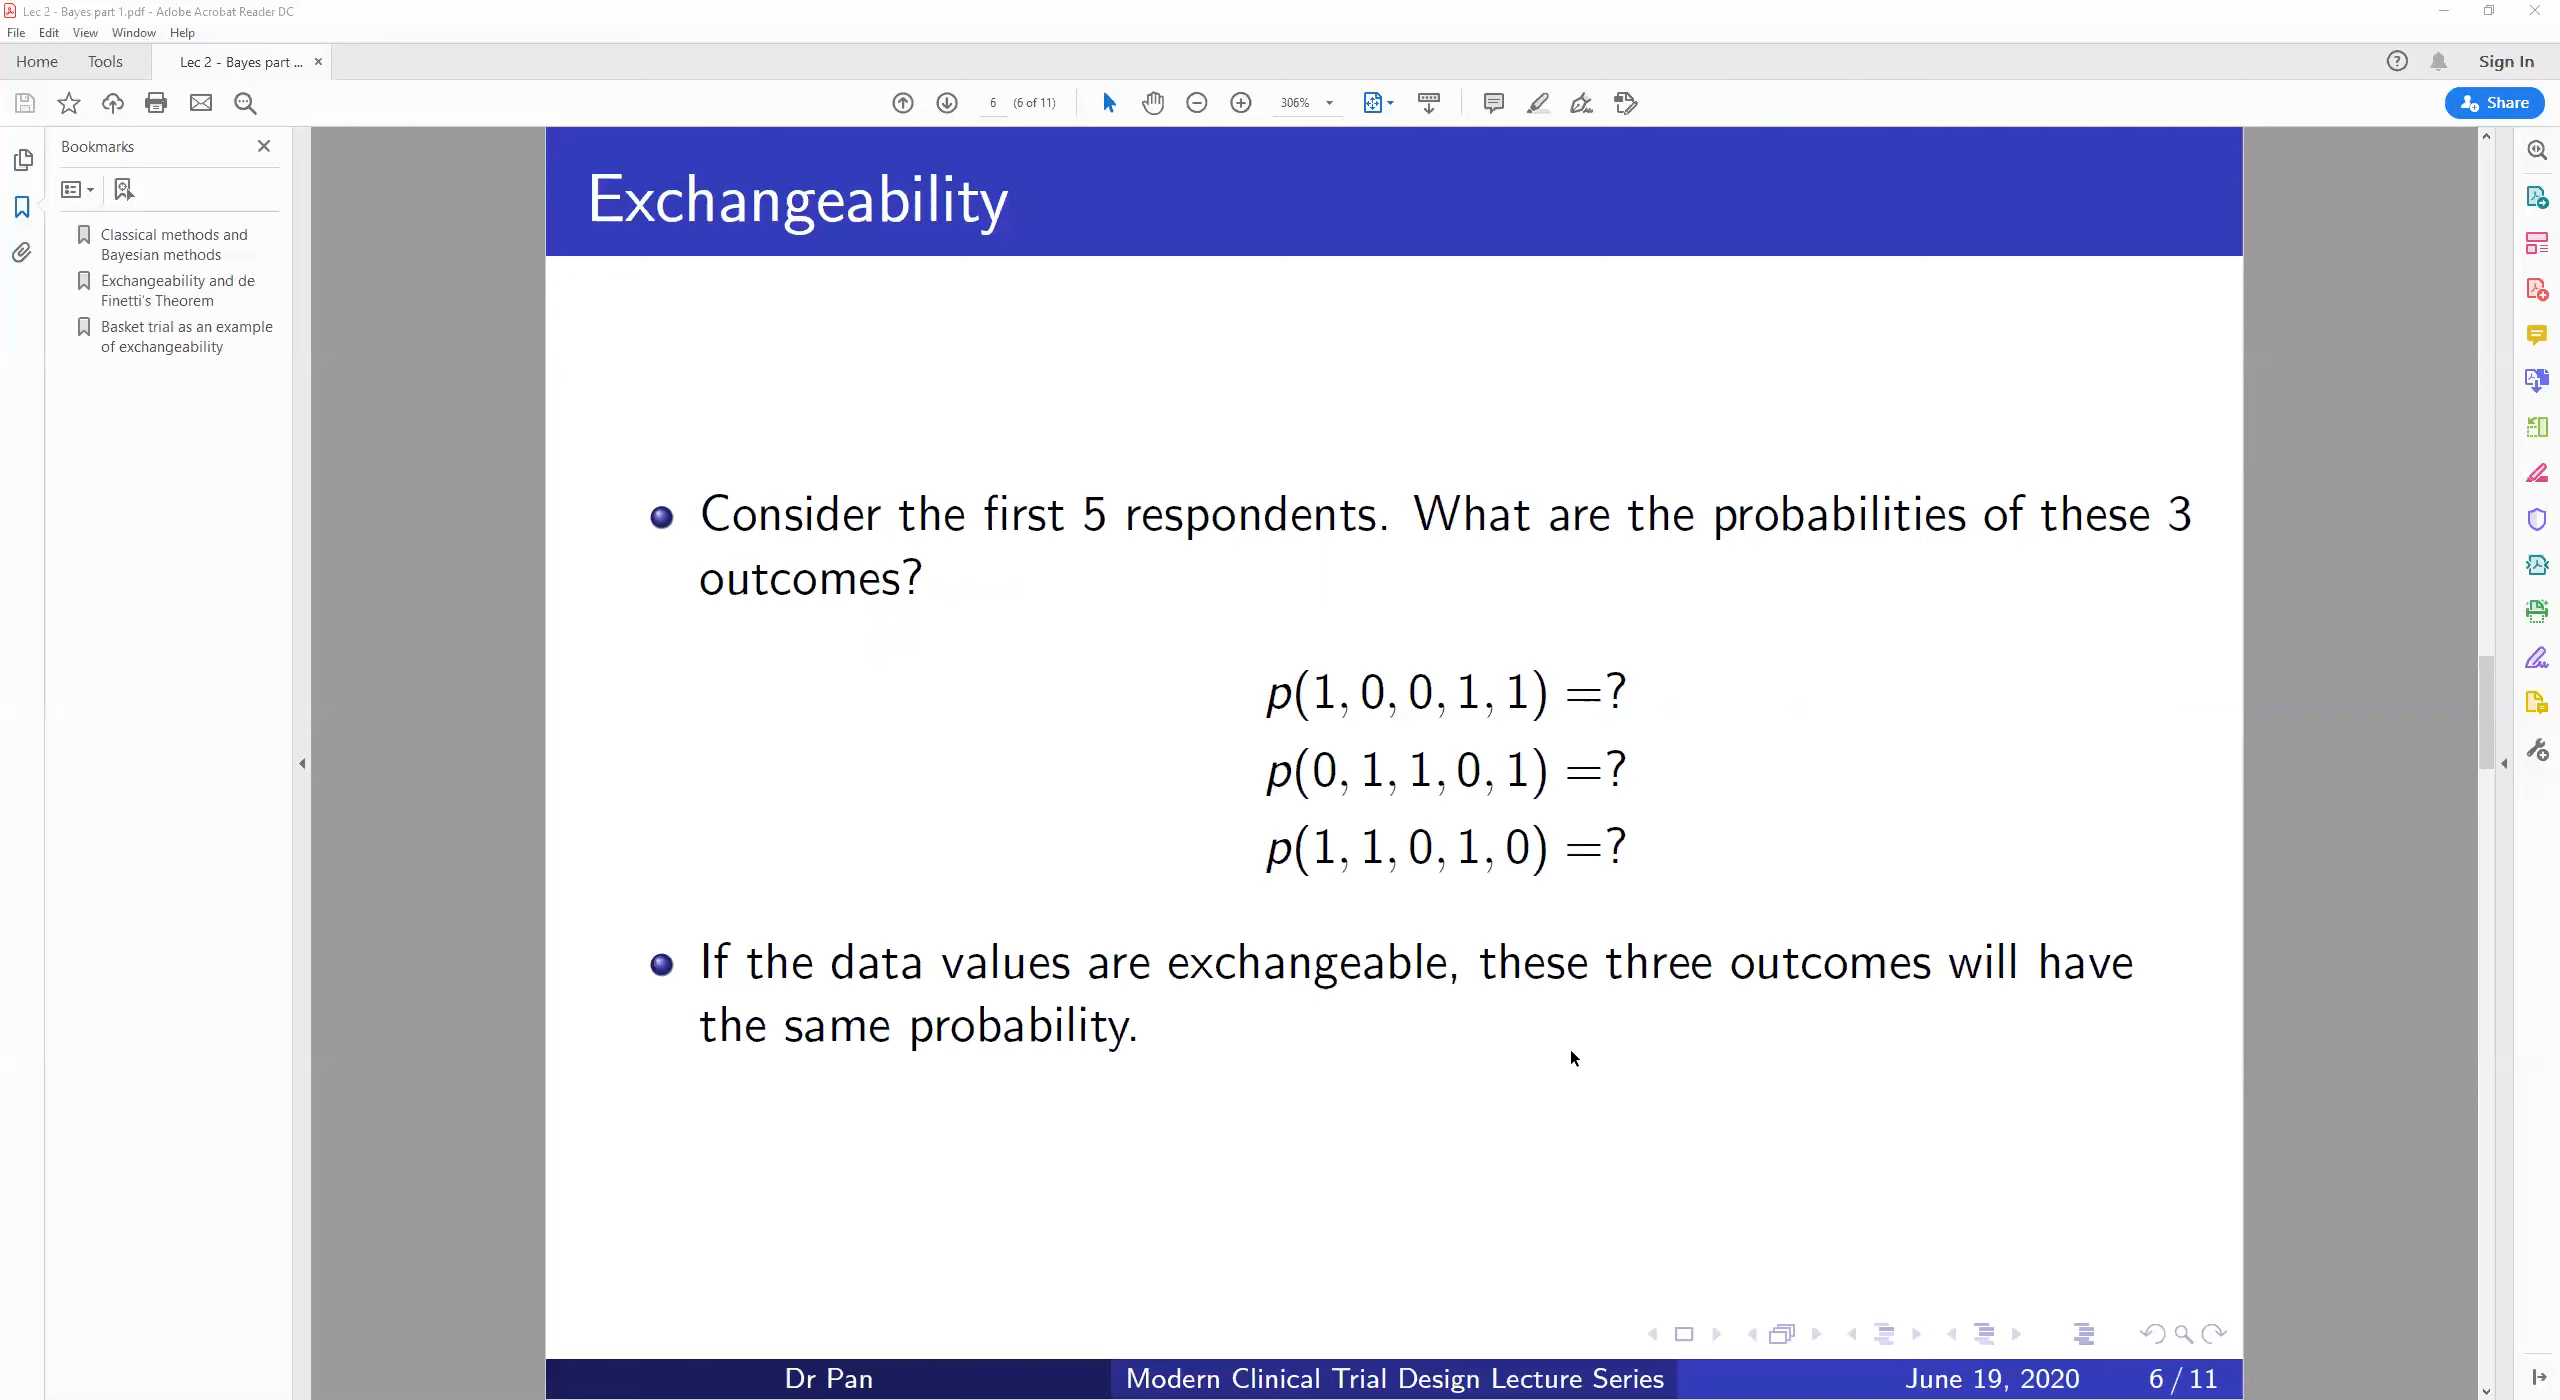 Lec 2 - Bayes part 1.pdf - Adobe Acrobat Reader DC
File Edit View Window Help
Home Tools Lec 2 - Bayes part ... × Sign In
6 (6 of 11) 306% Share
Bookmarks
Classical methods and
Bayesian methods
Exchangeability and de
Finetti's Theorem
Basket trial as an example
of exchangeability
Exchangeability
Consider the first 5 respondents. What are the probabilities of these 3
outcomes?
p(1, 0, 0, 1, 1) =?
p(0, 1, 1, 0, 1) =?
p(1, 1, 0, 1, 0) =?
If the data values are exchangeable, these three outcomes will have
the same probability.
Dr Pan Modern Clinical Trial Design Lecture Series June 19, 2020 6 / 11